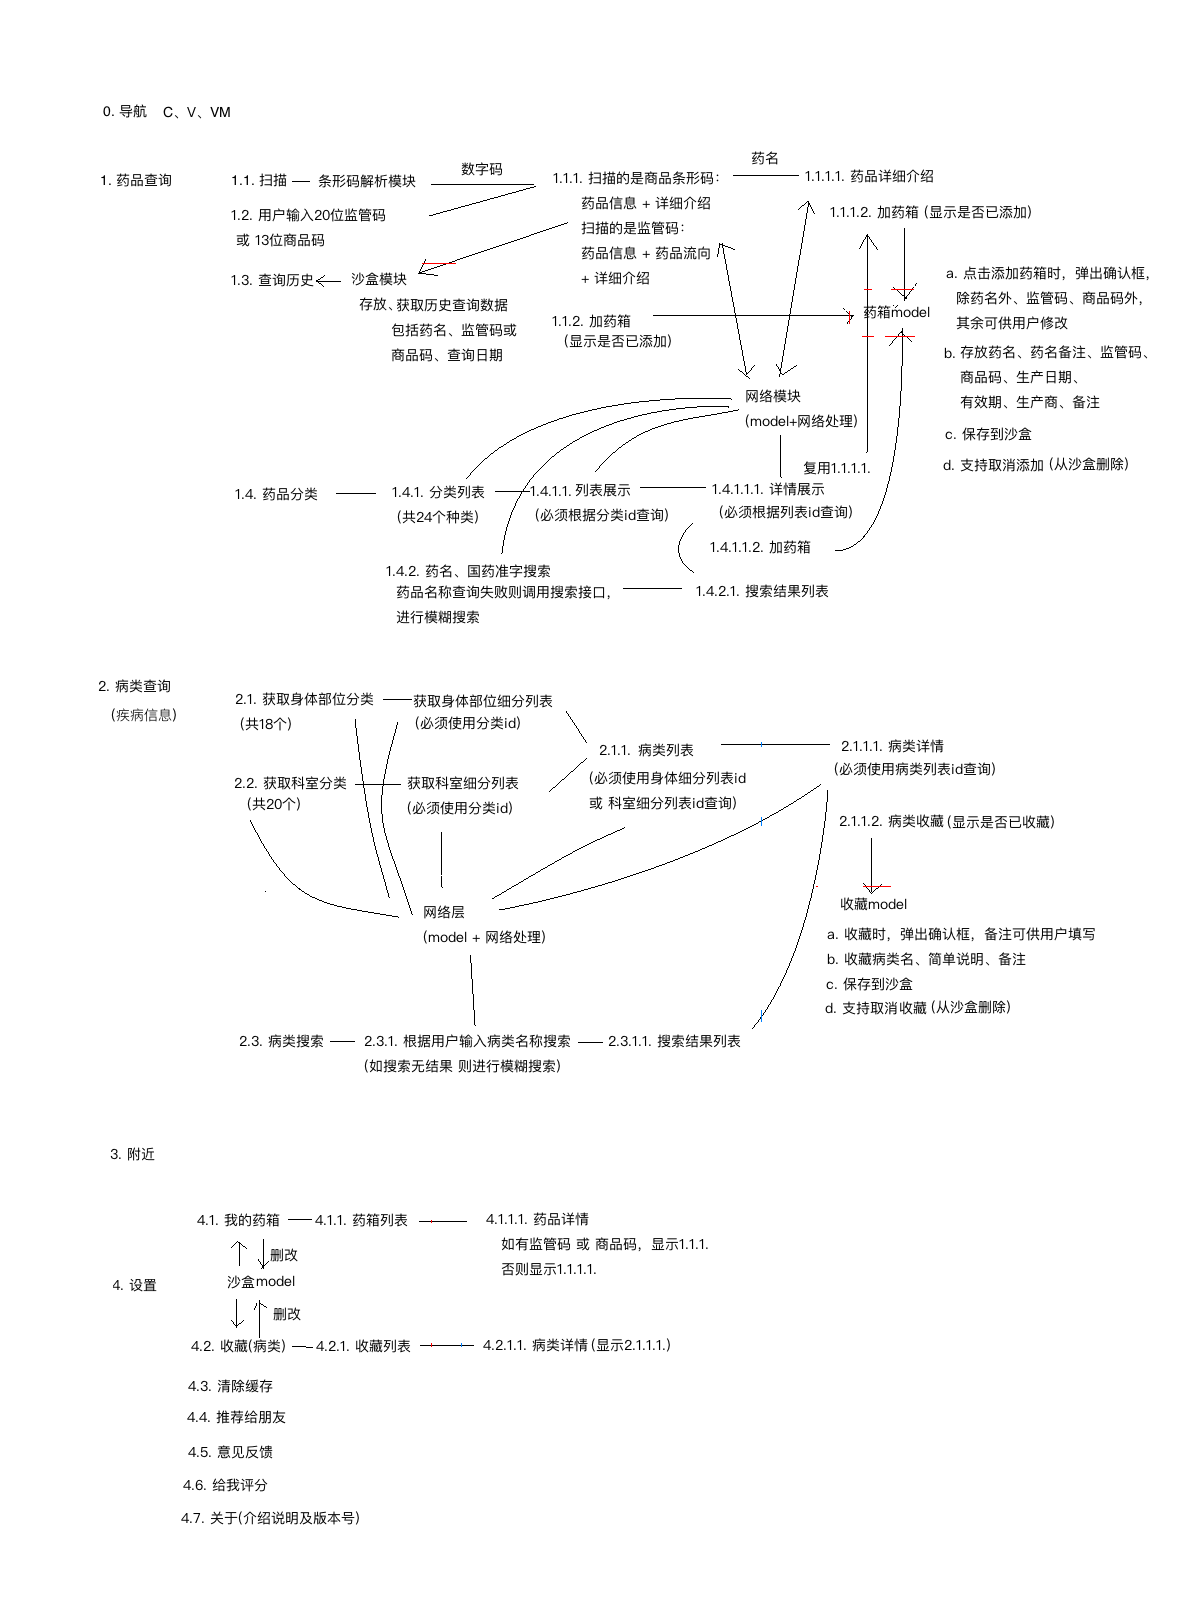 0. 导航 C、V、VM
1. 药品查询
1.1. 扫描
条形码解析模块
数字码
1.2. 用户输入20位监管码
或 13位商品码
1.3. 查询历史
沙盒模块
存放、获取历史查询数据
包括药名、监管码或
商品码、查询日期
1.1.1. 扫描的是商品条形码：
药品信息 + 详细介绍
扫描的是监管码：
药品信息 + 药品流向
+ 详细介绍
1.1.2. 加药箱
(显示是否已添加)
药名
1.1.1.1. 药品详细介绍
1.1.1.2. 加药箱 (显示是否已添加)
药箱model
a. 点击添加药箱时，弹出确认框，
除药名外、监管码、商品码外，
其余可供用户修改
b. 存放药名、药名备注、监管码、
商品码、生产日期、
有效期、生产商、备注
c. 保存到沙盒
d. 支持取消添加 (从沙盒删除)
网络模块
(model+网络处理)
复用1.1.1.1.
1.4. 药品分类
1.4.1. 分类列表
(共24个种类)
1.4.1.1. 列表展示
(必须根据分类id查询)
1.4.1.1.1. 详情展示
(必须根据列表id查询)
1.4.1.1.2. 加药箱
1.4.2. 药名、国药准字搜索
药品名称查询失败则调用搜索接口，
进行模糊搜索
1.4.2.1. 搜索结果列表
2. 病类查询
(疾病信息)
2.1. 获取身体部位分类
(共18个)
获取身体部位细分列表
(必须使用分类id)
2.2. 获取科室分类
(共20个)
获取科室细分列表
(必须使用分类id)
2.1.1. 病类列表
(必须使用身体细分列表id
或 科室细分列表id查询)
2.1.1.1. 病类详情
(必须使用病类列表id查询)
2.1.1.2. 病类收藏 (显示是否已收藏)
收藏model
a. 收藏时，弹出确认框，备注可供用户填写
b. 收藏病类名、简单说明、备注
c. 保存到沙盒
d. 支持取消收藏 (从沙盒删除)
网络层
(model + 网络处理)
2.3. 病类搜索
2.3.1. 根据用户输入病类名称搜索
(如搜索无结果 则进行模糊搜索)
2.3.1.1. 搜索结果列表
3. 附近
4. 设置
4.1. 我的药箱
4.1.1. 药箱列表
4.1.1.1. 药品详情
如有监管码 或 商品码，显示1.1.1.
否则显示1.1.1.1.
删改
沙盒model
删改
4.2. 收藏(病类)
4.2.1. 收藏列表
4.2.1.1. 病类详情 (显示2.1.1.1.)
4.3. 清除缓存
4.4. 推荐给朋友
4.5. 意见反馈
4.6. 给我评分
4.7. 关于(介绍说明及版本号)